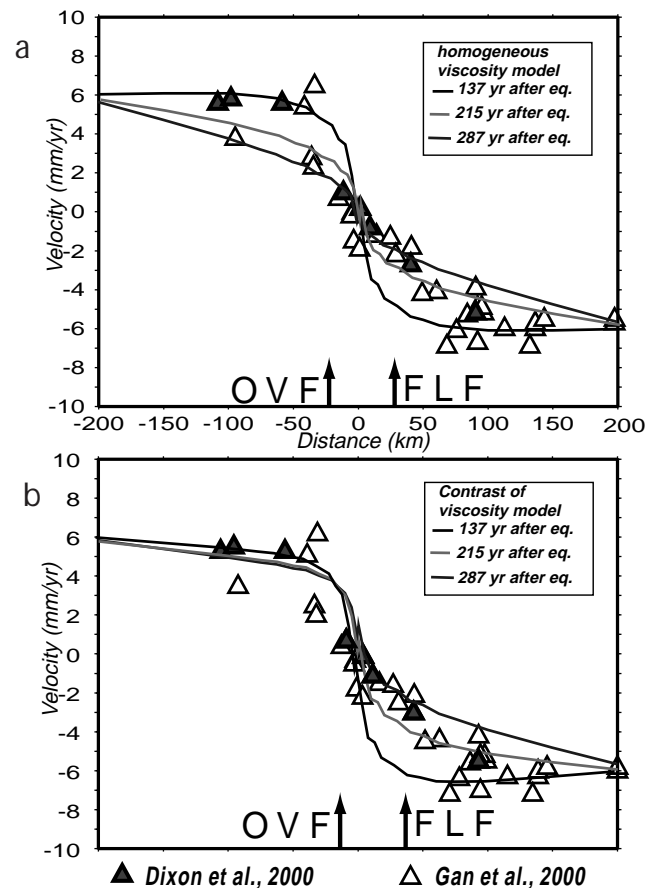 a
10
8
6
4
2
0
-2
-4
-6
-8
-10
Velocity (mm/yr)
homogeneous
viscosity model
137 yr after eq.
215 yr after eq.
287 yr after eq.
O V F
F L F
-200 -150 -100 -50 0 50 100 150 200
Distance (km)
b
10
8
6
4
2
0
-2
-4
-6
-8
-10
Velocity (mm/yr)
Contrast of
viscosity model
137 yr after eq.
215 yr after eq.
287 yr after eq.
O V F
F L F
Dixon et al., 2000 Gan et al., 2000